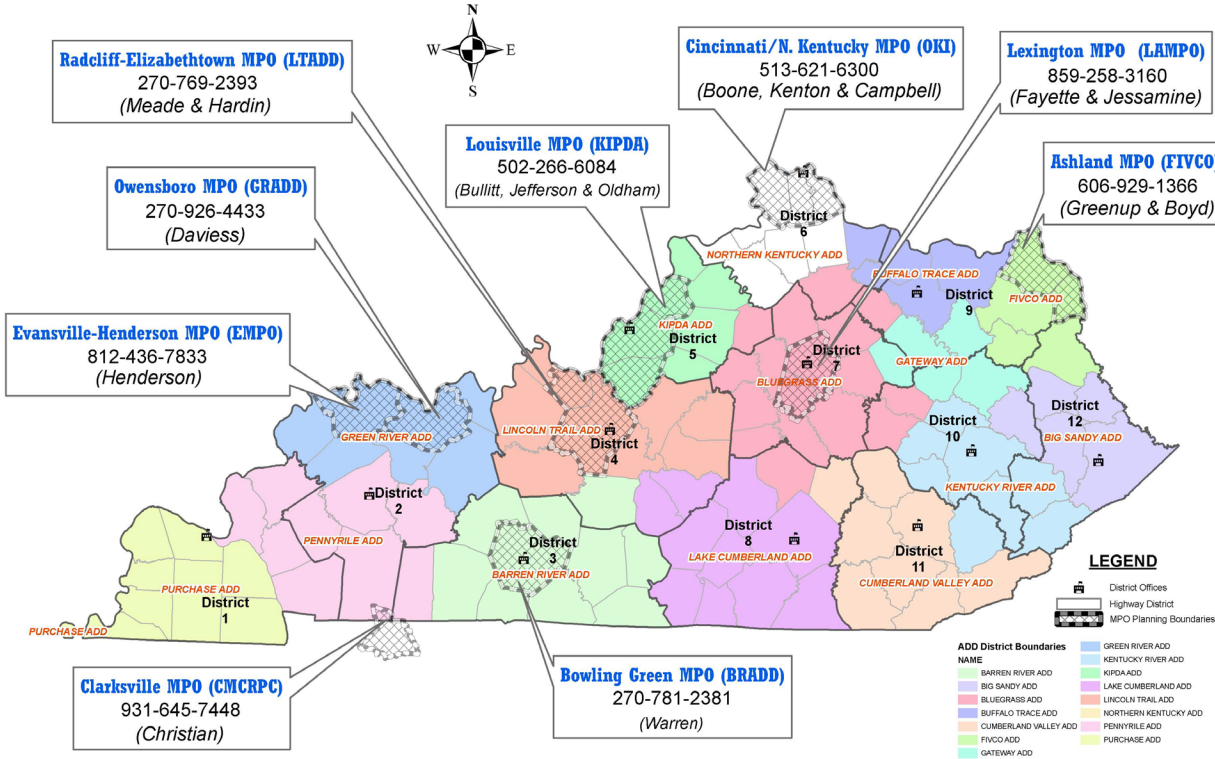 N
W
E
S
Radcliff-Elizabethtown MPO (LTADD)
270-769-2393
(Meade & Hardin)
Cincinnati/N. Kentucky MPO (OKI)
513-621-6300
(Boone, Kenton & Campbell)
Lexington MPO (LAMPO)
859-258-3160
(Fayette & Jessamine)
Louisville MPO (KIPDA)
502-266-6084
(Bullitt, Jefferson & Oldham)
Ashland MPO (FIVCO)
606-929-1366
(Greenup & Boyd)
Owensboro MPO (GRADD)
270-926-4433
(Daviess)
Evansville-Henderson MPO (EMPO)
812-436-7833
(Henderson)
District
6
NORTHERN KENTUCKY ADD
BUFFALO TRACE ADD
District
9
FIVCO ADD
KIPDA ADD
District
5
District
7
BLUEGRASS ADD
GATEWAY ADD
GREEN RIVER ADD
LINCOLN TRAIL ADD
District
4
District
10
KENTUCKY RIVER ADD
District
12
BIG SANDY ADD
District
2
PENNYRILE ADD
District
3
BARREN RIVER ADD
District
8
LAKE CUMBERLAND ADD
District
11
CUMBERLAND VALLEY ADD
PURCHASE ADD
District
1
PURCHASE ADD
Clarksville MPO (CMCRPC)
931-645-7448
(Christian)
Bowling Green MPO (BRADD)
270-781-2381
(Warren)
LEGEND
District Offices
Highway District
MPO Planning Boundaries
ADD District Boundaries
NAME
BARREN RIVER ADD
BIG SANDY ADD
BLUEGRASS ADD
BUFFALO TRACE ADD
CUMBERLAND VALLEY ADD
FIVCO ADD
GATEWAY ADD
GREEN RIVER ADD
KENTUCKY RIVER ADD
KIPDA ADD
LAKE CUMBERLAND ADD
LINCOLN TRAIL ADD
NORTHERN KENTUCKY ADD
PENNYRILE ADD
PURCHASE ADD